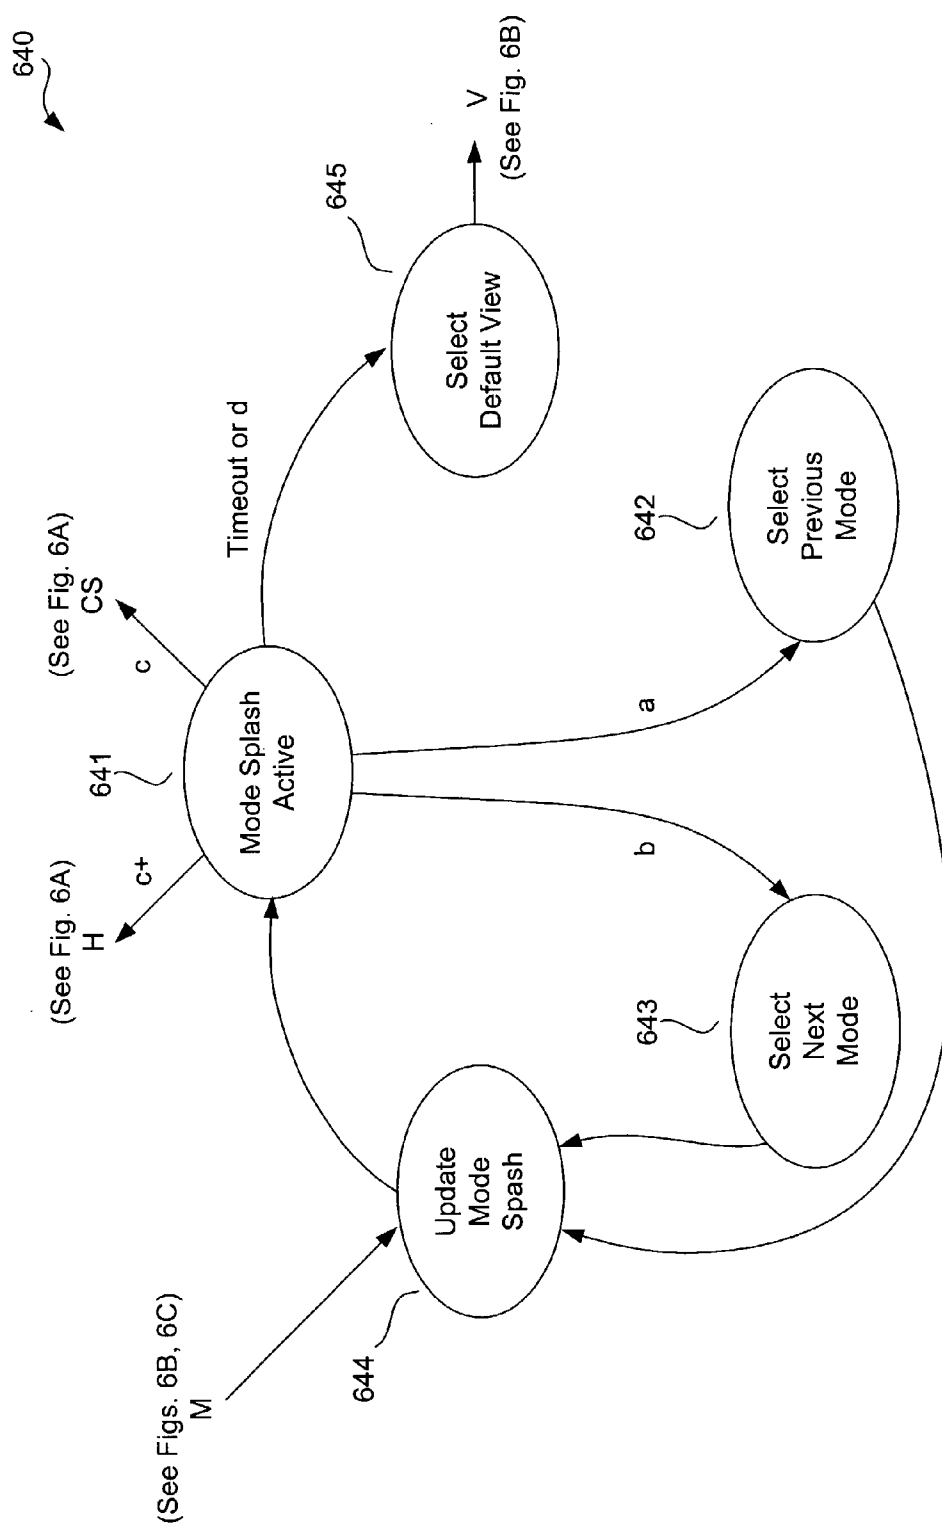 640
(See Fig. 6A)
H
c+
641
(See Fig. 6A)
CS
c
Mode Splash
Active
Timeout or d
645
Select
Default View
V
(See Fig. 6B)
(See Figs. 6B, 6C)
M
644
Update
Mode
Spash
b
a
643
Select
Next
Mode
642
Select
Previous
Mode